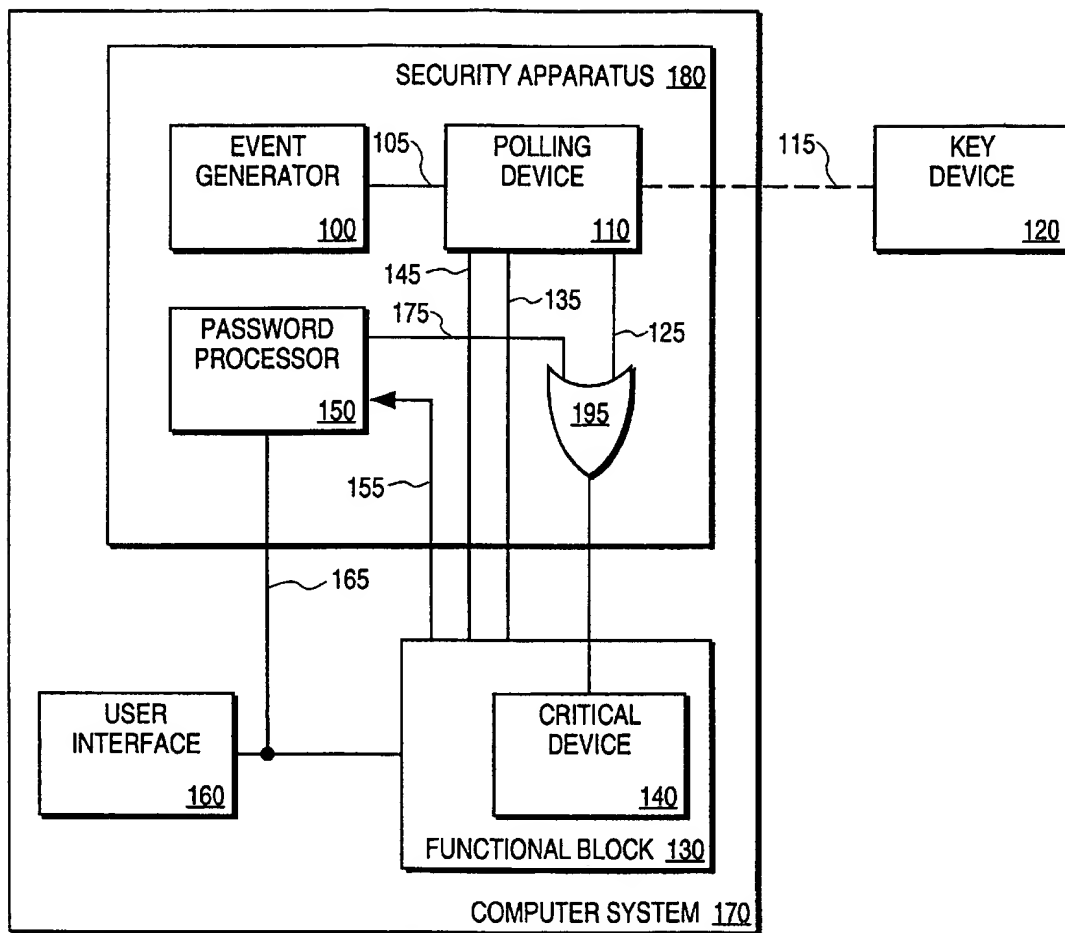 SECURITY APPARATUS 180
EVENT
GENERATOR
100
105
POLLING
DEVICE
110
115
KEY
DEVICE
120
145
135
175
125
PASSWORD
PROCESSOR
150
195
155
165
USER
INTERFACE
160
CRITICAL
DEVICE
140
FUNCTIONAL BLOCK 130
COMPUTER SYSTEM 170